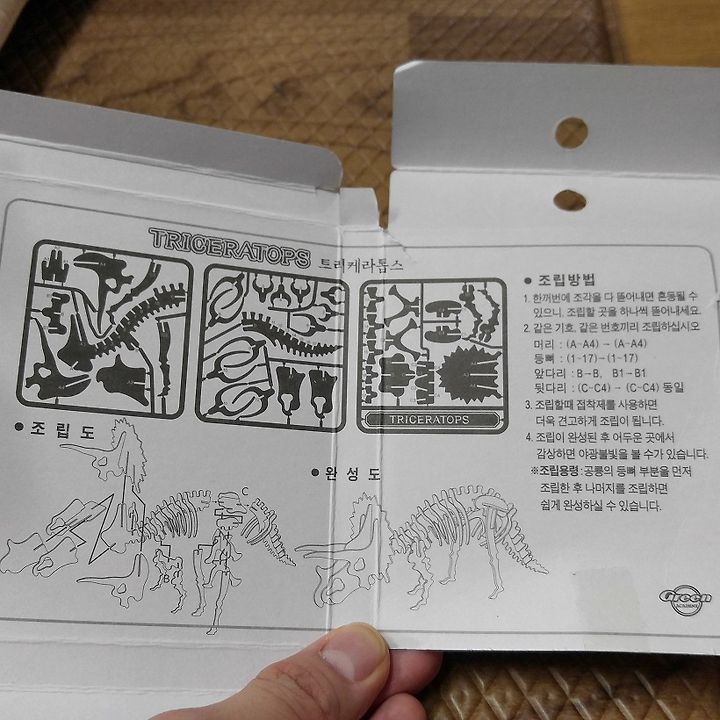 TRICERATOPS 트리케라톱스
TRICERATOPS
● 조립도
● 완성도
C
● 조립방법
1. 한꺼번에 조각을 다 뜯어내면 혼동될 수
있으니, 조립할 곳을 하나씩 뜯어내세요.
2. 같은 기호, 같은 번호끼리 조립하십시오
머리 : (A-A4) → (A-A4)
등뼈 : (1-17)→(1-17)
앞다리 : B-B, B1→B1
뒷다리 : (C-C4)→(C-C4) 동일
3. 조립할때 접착제를 사용하면
더욱 견고하게 조립이 됩니다.
4. 조립이 완성된 후 어두운 곳에서
감상하면 야광불빛을 볼 수가 있습니다.
※조립용령 : 공룡의 등뼈 부분을 먼저
조립한 후 나머지를 조립하면
쉽게 완성하실 수 있습니다.
Green
ACADEMY